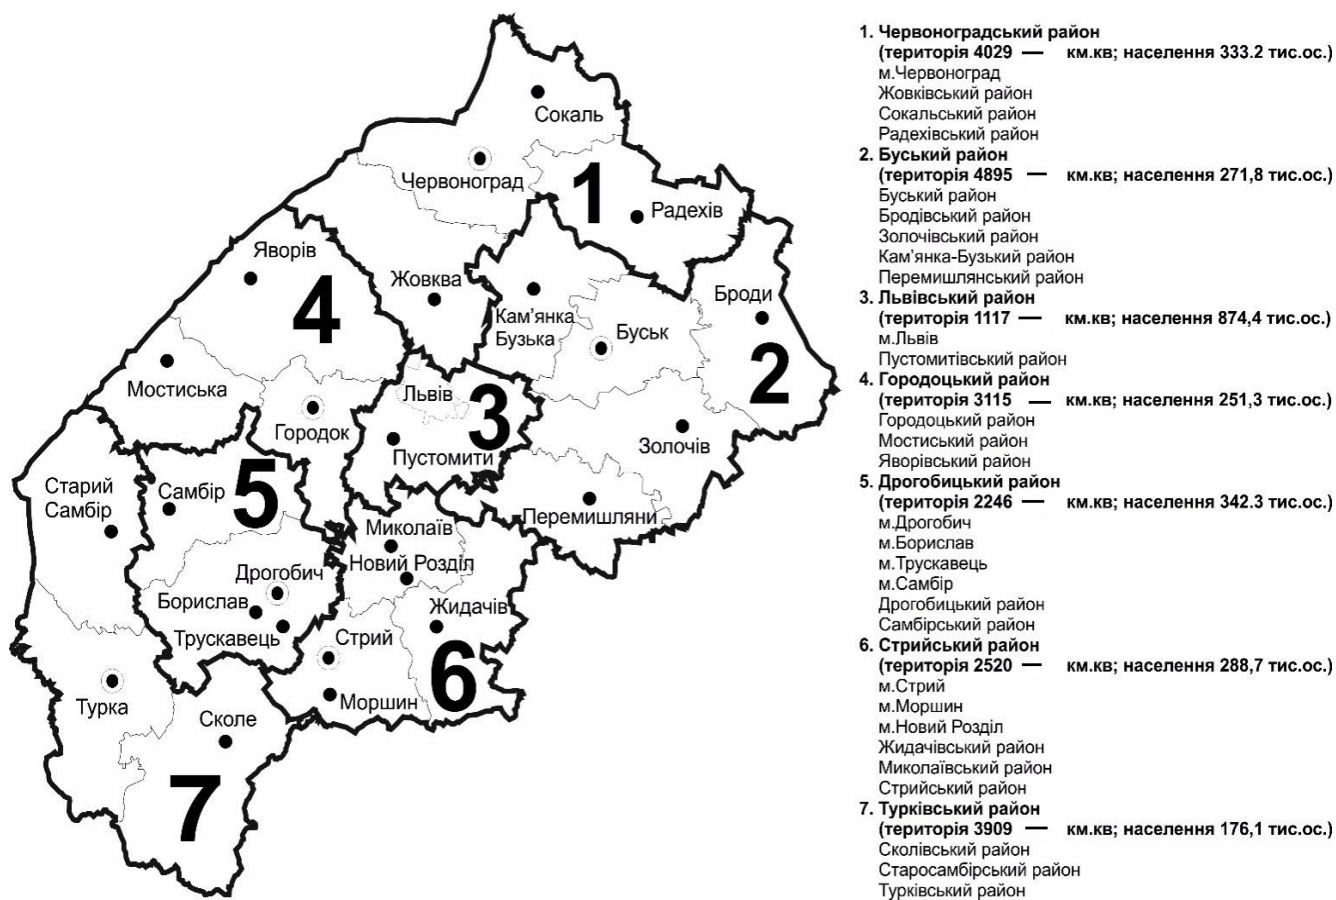 Сокаль
Червоноград
1
Радехів
Яворів
4
Жовква
Кам’янка
Бузька
Буськ
Броди
2
Мостиська
Львів
3
Городок
Пустомити
Золочів
Старий
Самбір
Самбір
5
Перемишляни
Миколаїв
Новий Розділ
Дрогобич
Борислав
Трускавець
Жидачів
Стрий
6
Моршин
Турка
Сколе
7
1. Червоноградський район
(територія 4029 — км.кв; населення 333.2 тис.ос.)
м.Червоноград
Жовківський район
Сокальський район
Радехівський район
2. Буський район
(територія 4895 — км.кв; населення 271,8 тис.ос.)
Буський район
Бродівський район
Золочівський район
Кам’янка-Бузький район
Перемишлянський район
3. Львівський район
(територія 1117 — км.кв; населення 874,4 тис.ос.)
м.Львів
Пустомитівський район
4. Городоцький район
(територія 3115 — км.кв; населення 251,3 тис.ос.)
Городоцький район
Мостиський район
Яворівський район
5. Дрогобицький район
(територія 2246 — км.кв; населення 342.3 тис.ос.)
м.Дрогобич
м.Борислав
м.Трускавець
м.Самбір
Дрогобицький район
Самбірський район
6. Стрийський район
(територія 2520 — км.кв; населення 288,7 тис.ос.)
м.Стрий
м.Моршин
м.Новий Розділ
Жидачівський район
Миколаївський район
Стрийський район
7. Турківський район
(територія 3909 — км.кв; населення 176,1 тис.ос.)
Сколівський район
Старосамбірський район
Турківський район